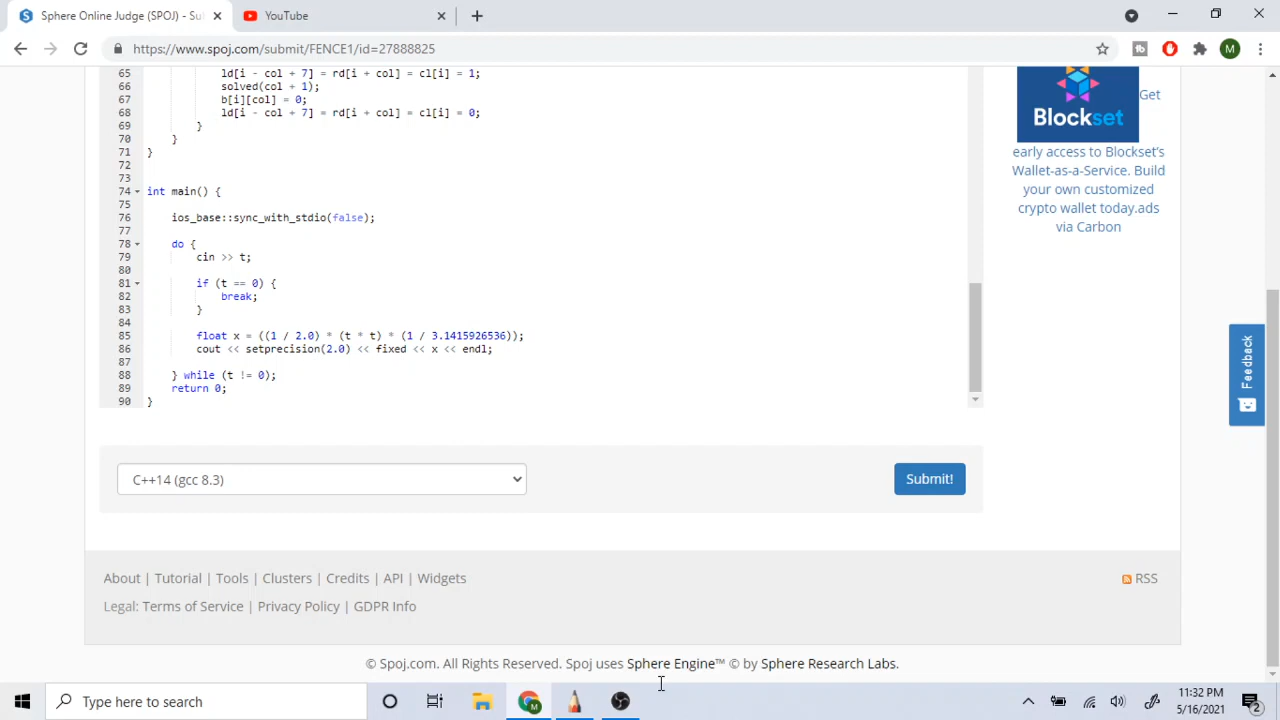 Sphere Online Judge (SPOJ) - Su
YouTube
https://www.spoj.com/submit/FENCE1/id=27888825
M
65 ld[i - col + 7] = rd[i + col] = cl[i] = 1;
66 solved(col + 1);
67 b[i][col] = 0;
68 ld[i - col + 7] = rd[i + col] = cl[i] = 0;
69 }
70 }
71 }
72
73
74 int main() {
75
76 ios_base::sync_with_stdio(false);
77
78 do {
79 cin >> t;
80
81 if (t == 0) {
82 break;
83 }
84
85 float x = ((1 / 2.0) * (t * t) * (1 / 3.1415926536));
86 cout << setprecision(2.0) << fixed << x << endl;
87
88 } while (t != 0);
89 return 0;
90 }
Blockset
Get
early access to Blockset's
Wallet-as-a-Service. Build
your own customized
crypto wallet today.ads
via Carbon
Feedback
C++14 (gcc 8.3)
Submit!
About | Tutorial | Tools | Clusters | Credits | API | Widgets
RSS
Legal: Terms of Service | Privacy Policy | GDPR Info
© Spoj.com. All Rights Reserved. Spoj uses Sphere Engine™ © by Sphere Research Labs.
Type here to search
M
11:32 PM
5/16/2021
2